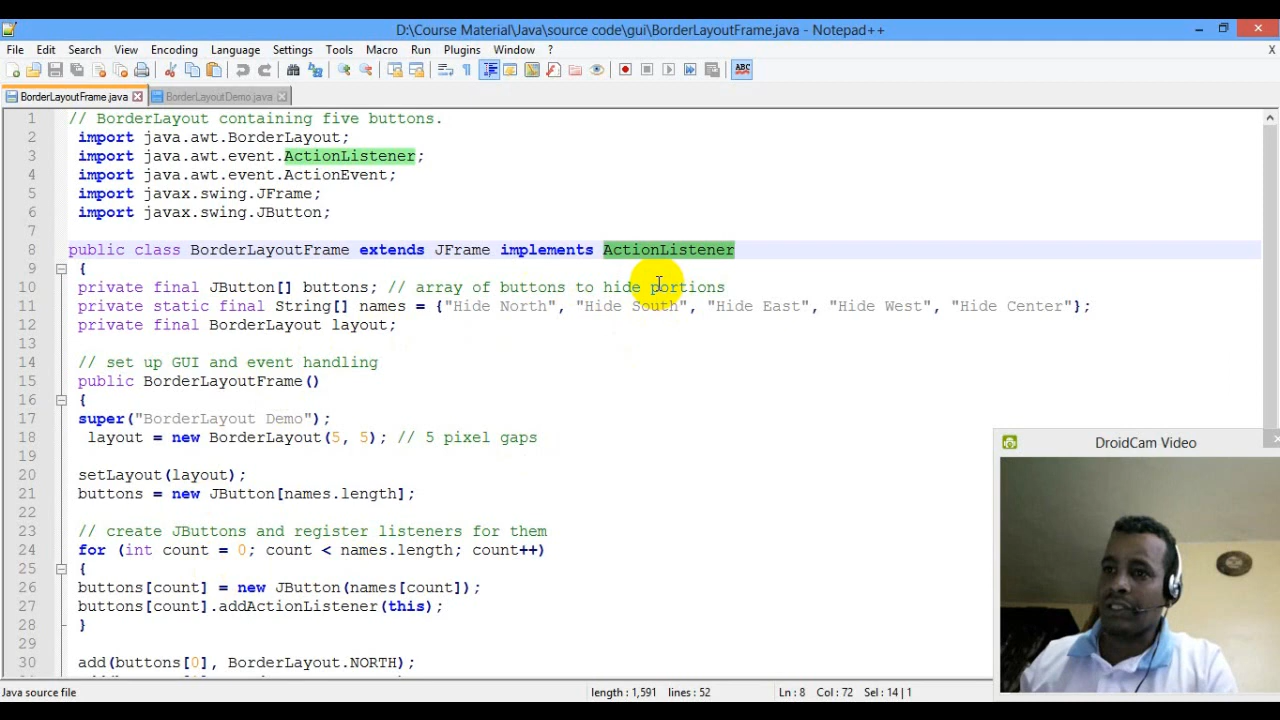 D:\Course Material\Java\source code\gui\BorderLayoutFrame.java - Notepad++
File Edit Search View Encoding Language Settings Tools Macro Run Plugins Window ? X
BorderLayoutFrame.java BorderLayoutDemo.java
1 // BorderLayout containing five buttons.
2 import java.awt.BorderLayout;
3 import java.awt.event.ActionListener;
4 import java.awt.event.ActionEvent;
5 import javax.swing.JFrame;
6 import javax.swing.JButton;
7
8 public class BorderLayoutFrame extends JFrame implements ActionListener
9 {
10 private final JButton[] buttons; // array of buttons to hide portions
11 private static final String[] names = {"Hide North", "Hide South", "Hide East", "Hide West", "Hide Center"};
12 private final BorderLayout layout;
13
14 // set up GUI and event handling
15 public BorderLayoutFrame()
16 {
17 super("BorderLayout Demo");
18 layout = new BorderLayout(5, 5); // 5 pixel gaps
19
20 setLayout(layout);
21 buttons = new JButton[names.length];
22
23 // create JButtons and register listeners for them
24 for (int count = 0; count < names.length; count++)
25 {
26 buttons[count] = new JButton(names[count]);
27 buttons[count].addActionListener(this);
28 }
29
30 add(buttons[0], BorderLayout.NORTH);
DroidCam Video
Java source file length : 1,591 lines : 52 Ln : 8 Col : 72 Sel : 14 | 1